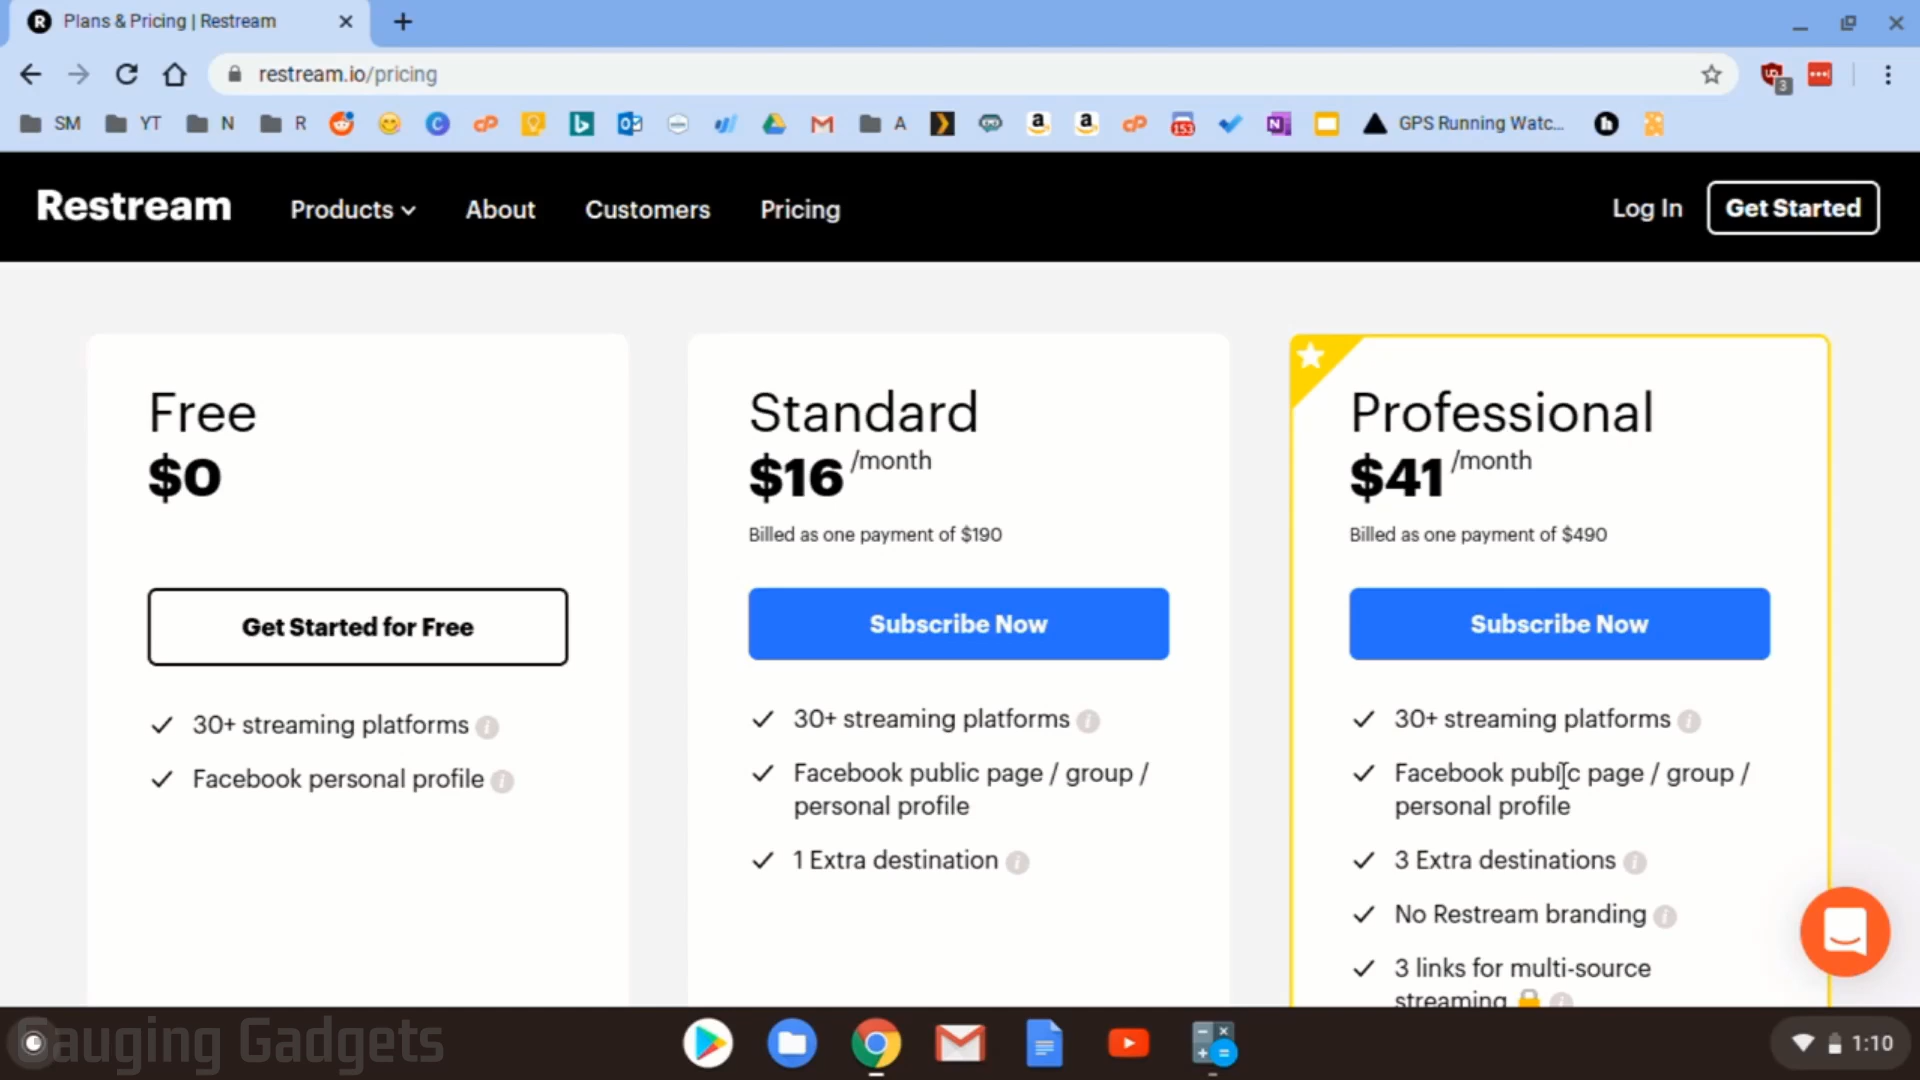 Plans & Pricing | Restream
restream.io/pricing
3
SM
YT
N
R
A
153
GPS Running Watc...
Restream
Products
About
Customers
Pricing
Log In
Get Started
Free
$0
Get Started for Free
30+ streaming platforms
Facebook personal profile
Standard
$16 /month
Billed as one payment of $190
Subscribe Now
30+ streaming platforms
Facebook public page / group /
personal profile
1 Extra destination
Professional
$41 /month
Billed as one payment of $490
Subscribe Now
30+ streaming platforms
Facebook public page / group /
personal profile
3 Extra destinations
No Restream branding
3 links for multi-source
streaming
Gauging Gadgets
1:10